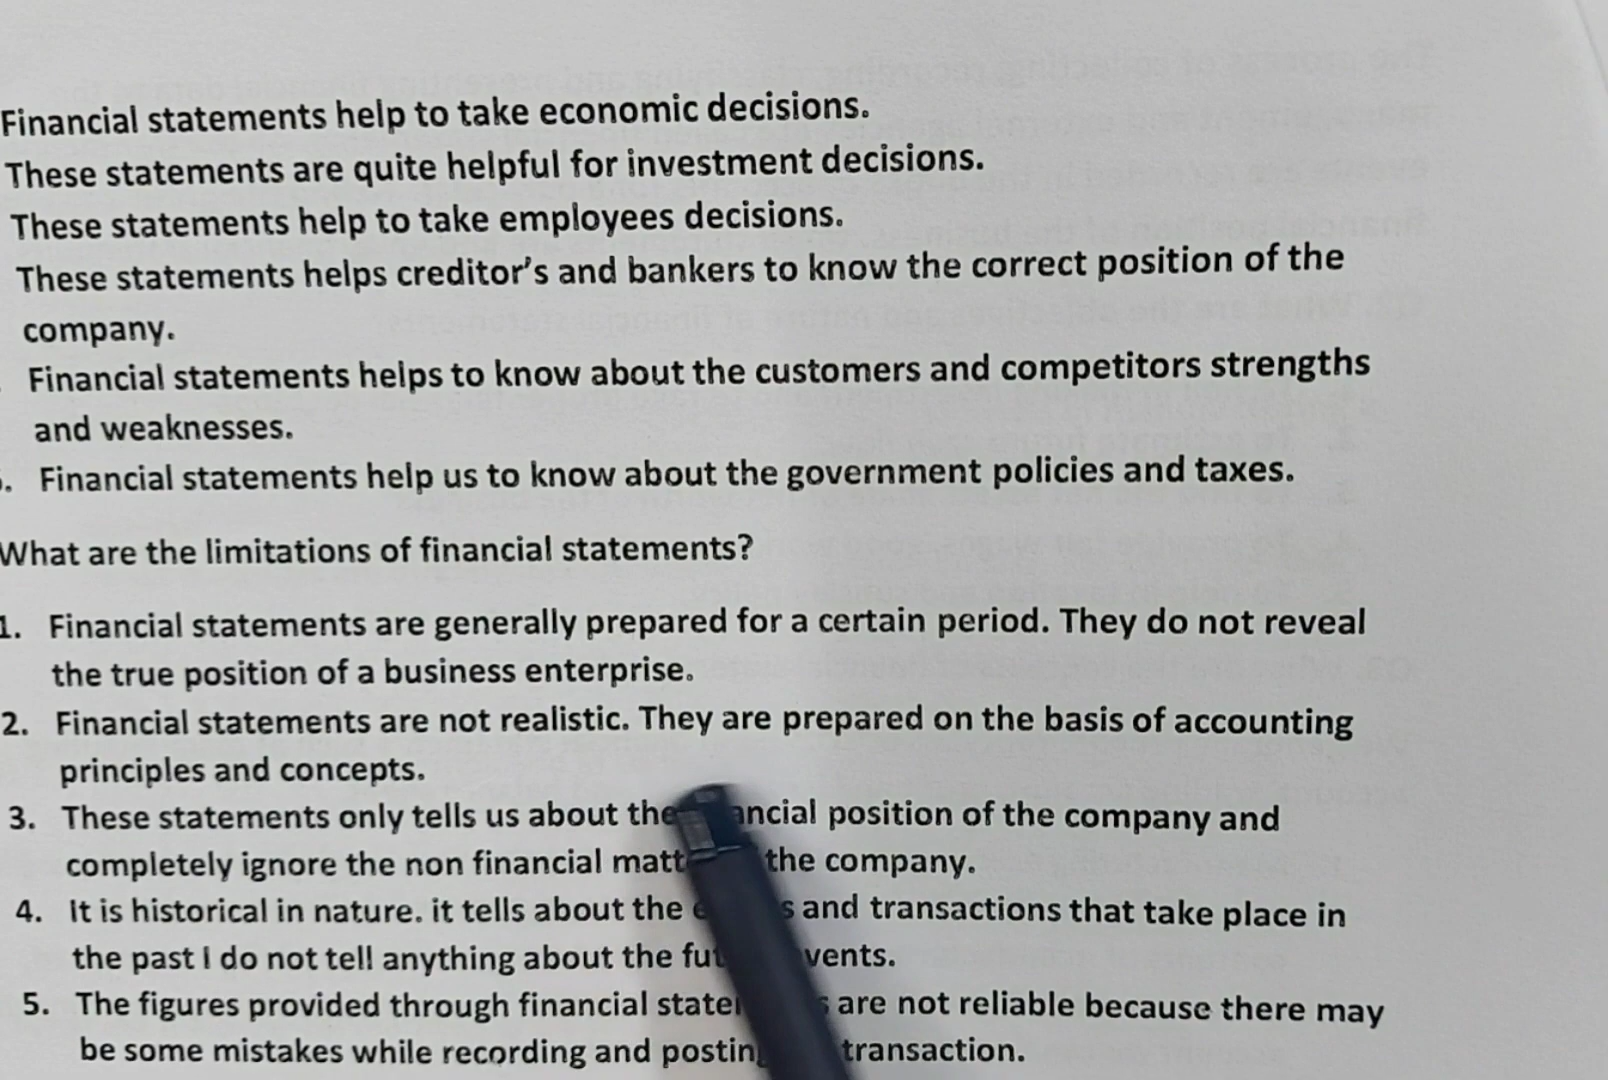 Financial statements help to take economic decisions.
These statements are quite helpful for investment decisions.
These statements help to take employees decisions.
These statements helps creditor's and bankers to know the correct position of the
company.
Financial statements helps to know about the customers and competitors strengths
and weaknesses.
. Financial statements help us to know about the government policies and taxes.
What are the limitations of financial statements?
1. Financial statements are generally prepared for a certain period. They do not reveal
the true position of a business enterprise.
2. Financial statements are not realistic. They are prepared on the basis of accounting
principles and concepts.
3. These statements only tells us about the position of the company and
completely ignore the non financial the company.
4. It is historical in nature. it tells about the and transactions that take place in
the past I do not tell anything about the
5. The figures provided through financial are not reliable because there may
be some mistakes while recording and transaction.